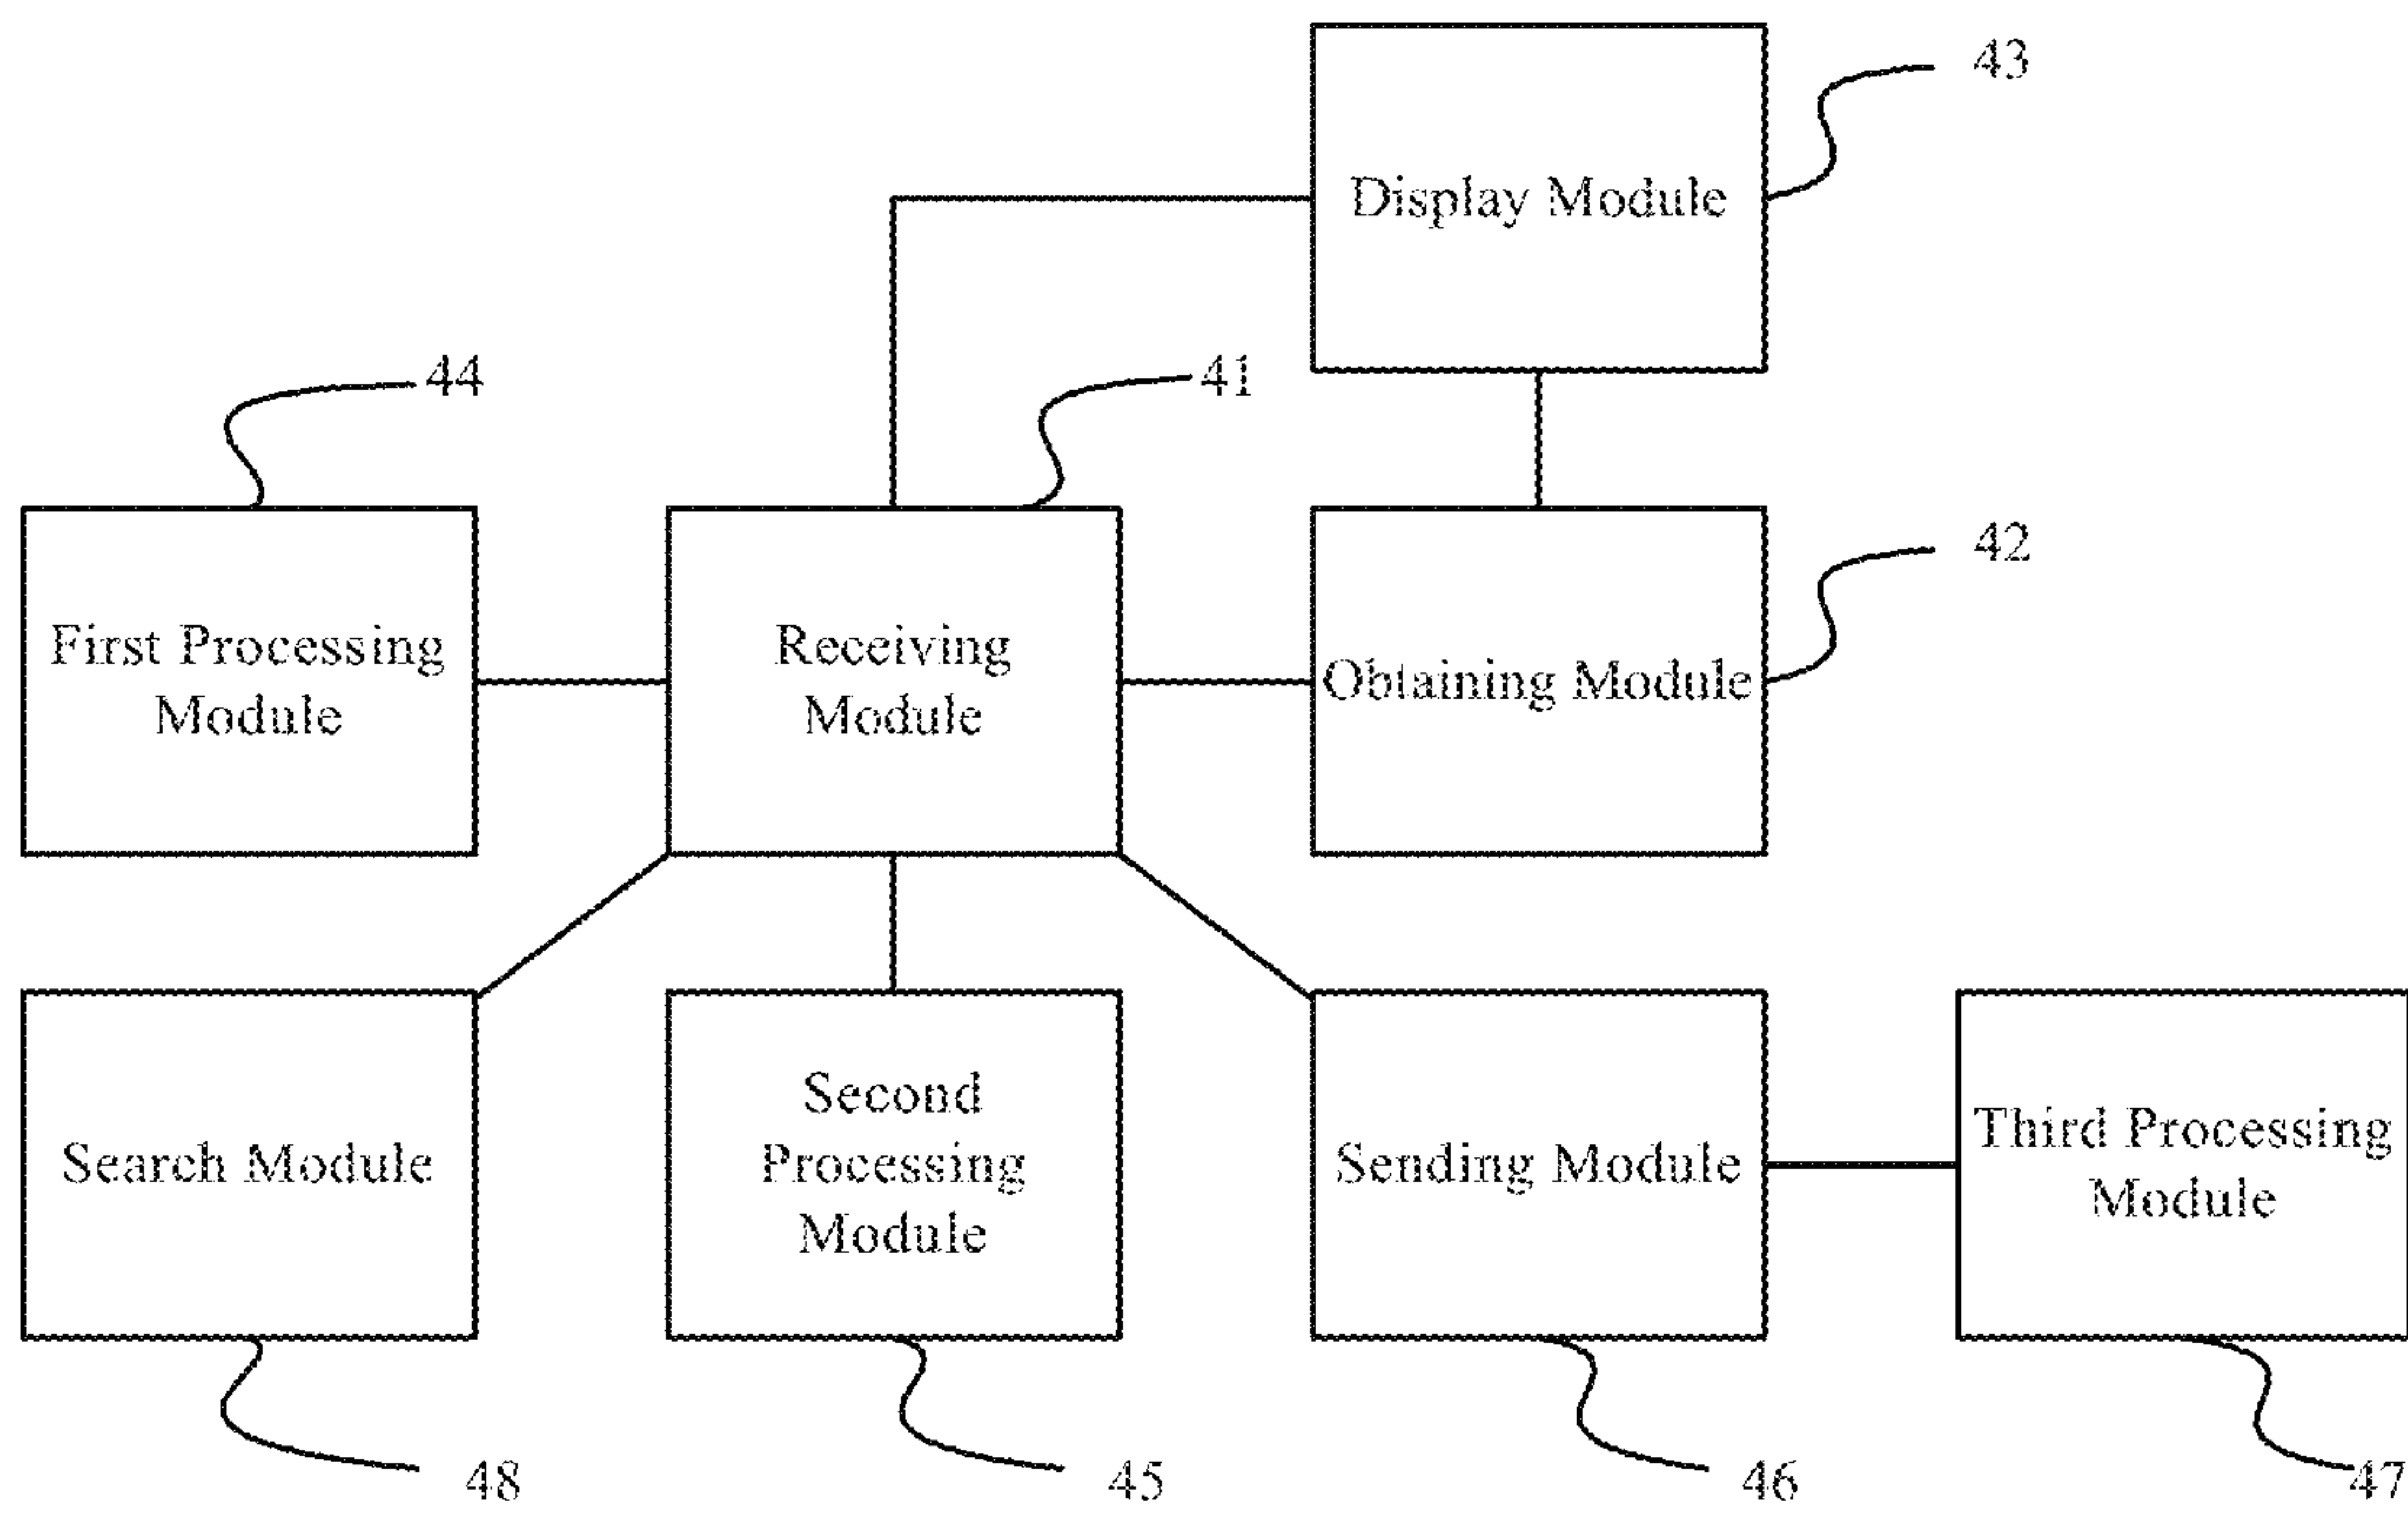 43
Display Module
44
41
42
First Processing
Module
Receiving
Module
Obtaining Module
Search Module
Second
Processing
Module
Sending Module
Third Processing
Module
48
45
46
47